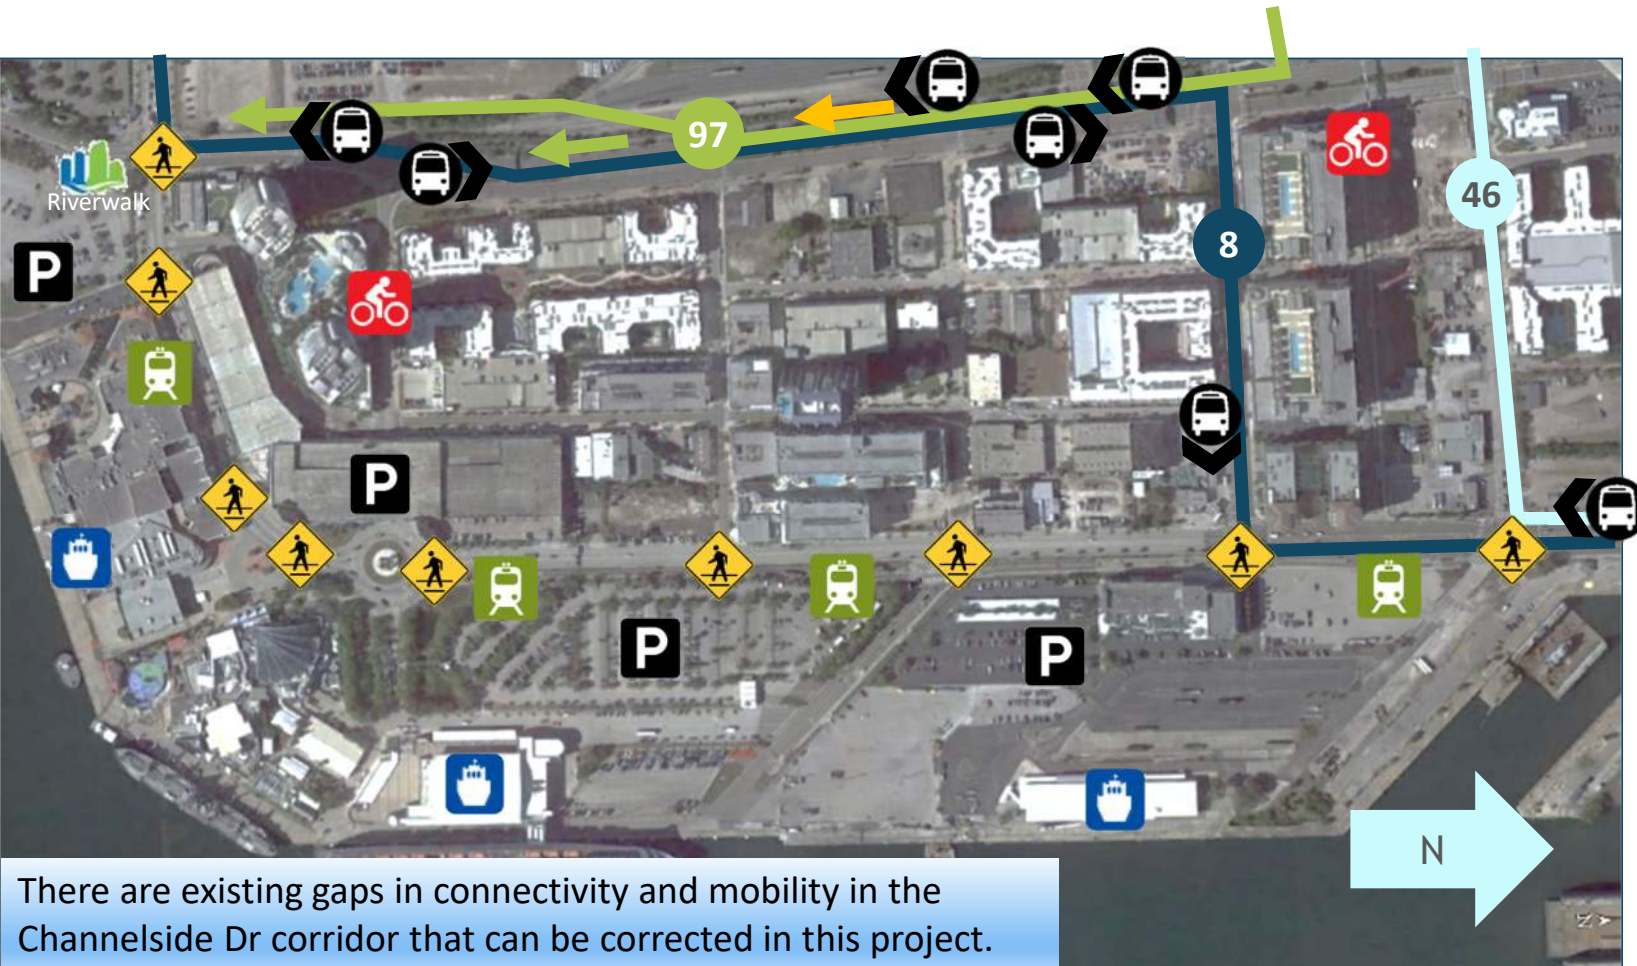 97
46
Riverwalk
8
P
P
P
P
N
There are existing gaps in connectivity and mobility in the
Channelside Dr corridor that can be corrected in this project.